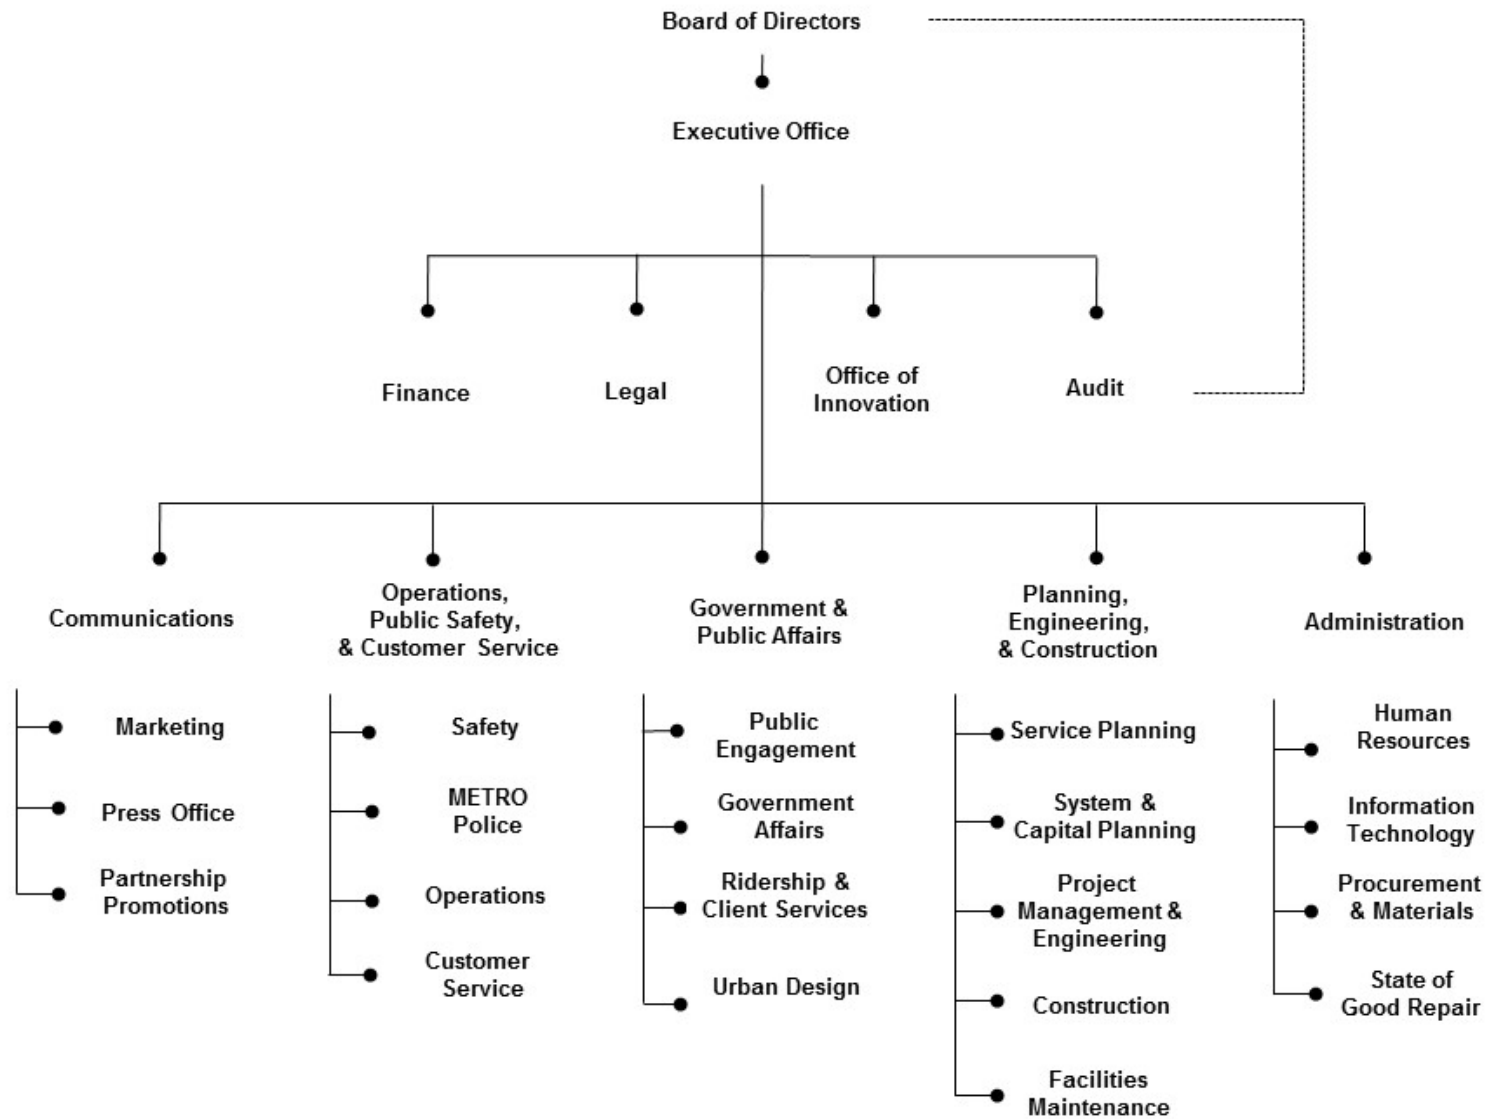 Board of Directors
Executive Office
Finance
Legal
Office of
Innovation
Audit
Communications
Operations,
Public Safety,
& Customer Service
Government &
Public Affairs
Planning,
Engineering,
& Construction
Administration
Marketing
Press Office
Partnership
Promotions
Safety
METRO
Police
Operations
Customer
Service
Public
Engagement
Government
Affairs
Ridership &
Client Services
Urban Design
Service Planning
System &
Capital Planning
Project
Management &
Engineering
Construction
Facilities
Maintenance
Human
Resources
Information
Technology
Procurement
& Materials
State of
Good Repair